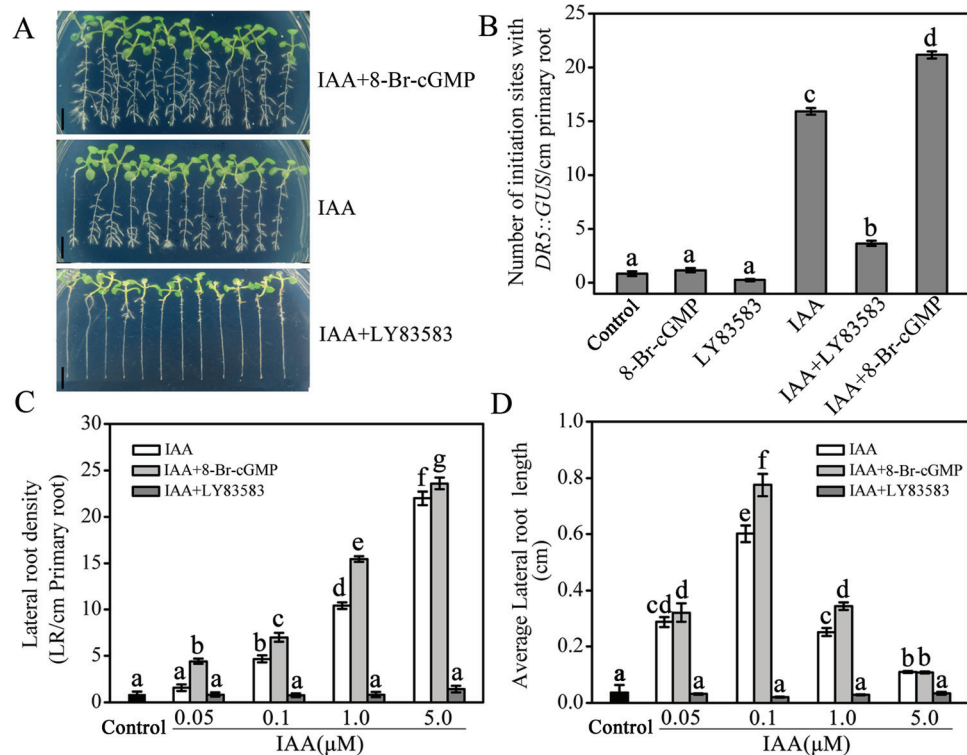 A
IAA+8-Br-cGMP
IAA
IAA+LY83583
B
Number of initiation sites with
DR5::GUS/cm primary root
25
20
15
10
5
0
a
a
a
c
b
d
Control
8-Br-cGMP
LY83583
IAA
IAA+LY83583
IAA+8-Br-cGMP
C
Lateral root density
(LR/cm Primary root)
30
25
20
15
10
5
0
IAA
IAA+8-Br-cGMP
IAA+LY83583
a
a
b
a
b
c
a
d
e
a
f
g
a
Control
0.05
0.1
1.0
5.0
IAA(μM)
D
Average Lateral root length
(cm)
1.0
0.8
0.6
0.4
0.2
0.0
IAA
IAA+8-Br-cGMP
IAA+LY83583
a
cd
d
a
e
f
a
c
d
a
b
b
a
Control
0.05
0.1
1.0
5.0
IAA(μM)